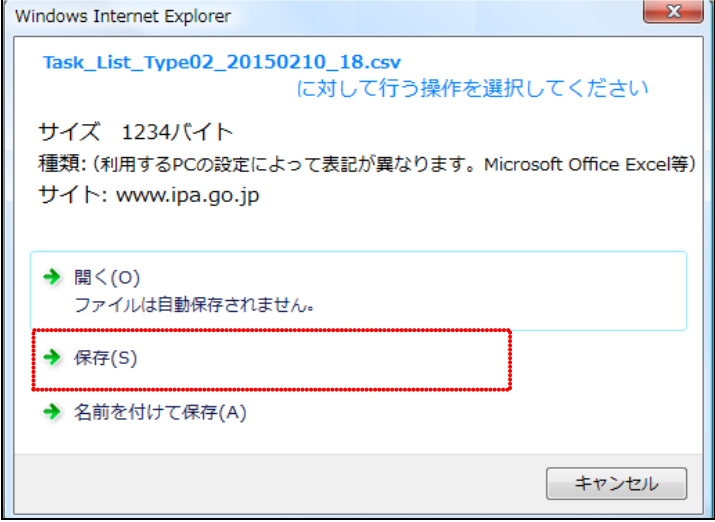 Windows Internet Explorer
Task_List_Type02_20150210_18.csv
に対して行う操作を選択してください
サイズ　1234バイト
種類:（利用するPCの設定によって表記が異なります。Microsoft Office Excel等）
サイト: www.ipa.go.jp
開く(O)
ファイルは自動保存されません。
保存(S)
名前を付けて保存(A)
キャンセル